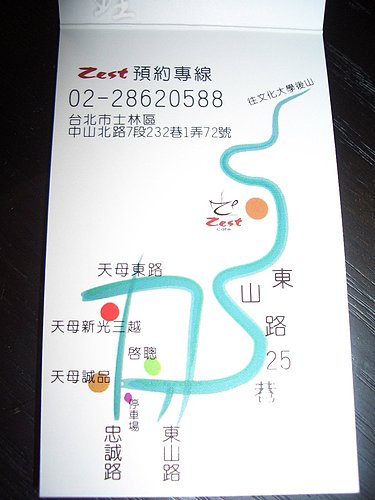 Zest 預約專線
02-28620588
台北市士林區
中山北路7段232巷1弄72號
往文化大學後山
Zest
Cafe
天母東路
東山路25巷
天母新光三越
啓聰
天母誠品
停車場
忠誠路
東山路